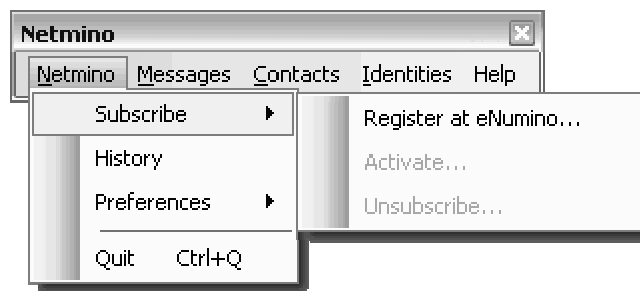 Netmino
Netmino Messages Contacts Identities Help
Subscribe
Register at eNumino...
History
Activate...
Preferences
Unsubscribe...
Quit Ctrl+Q